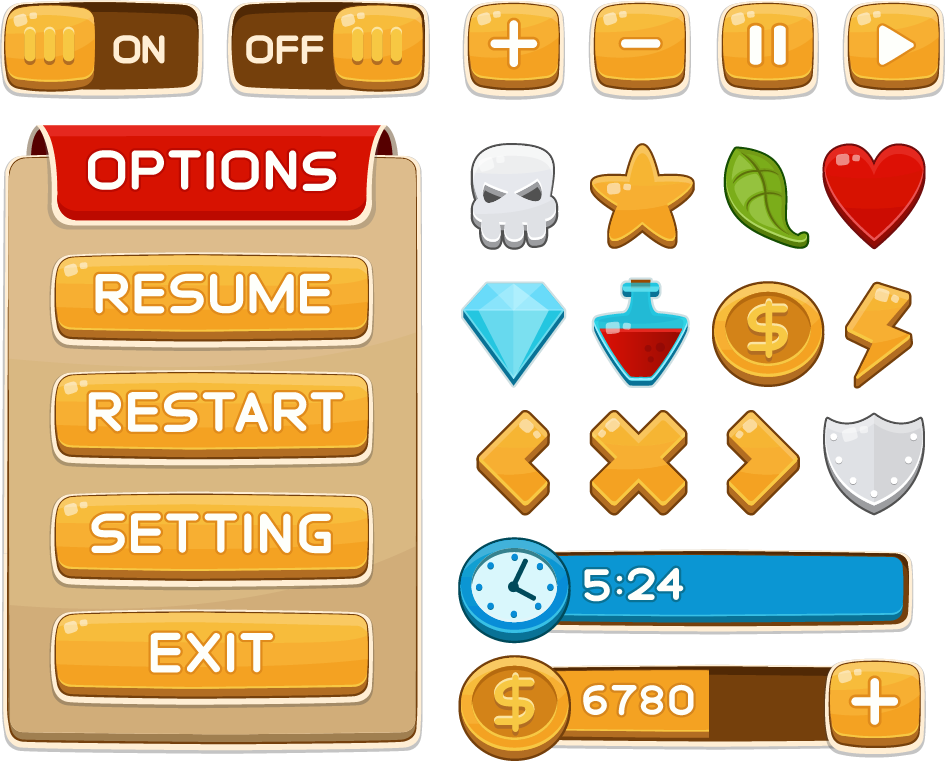 ON
OFF
OPTIONS
RESUME
RESTART
SETTING
EXIT
$
5:24
$
6780